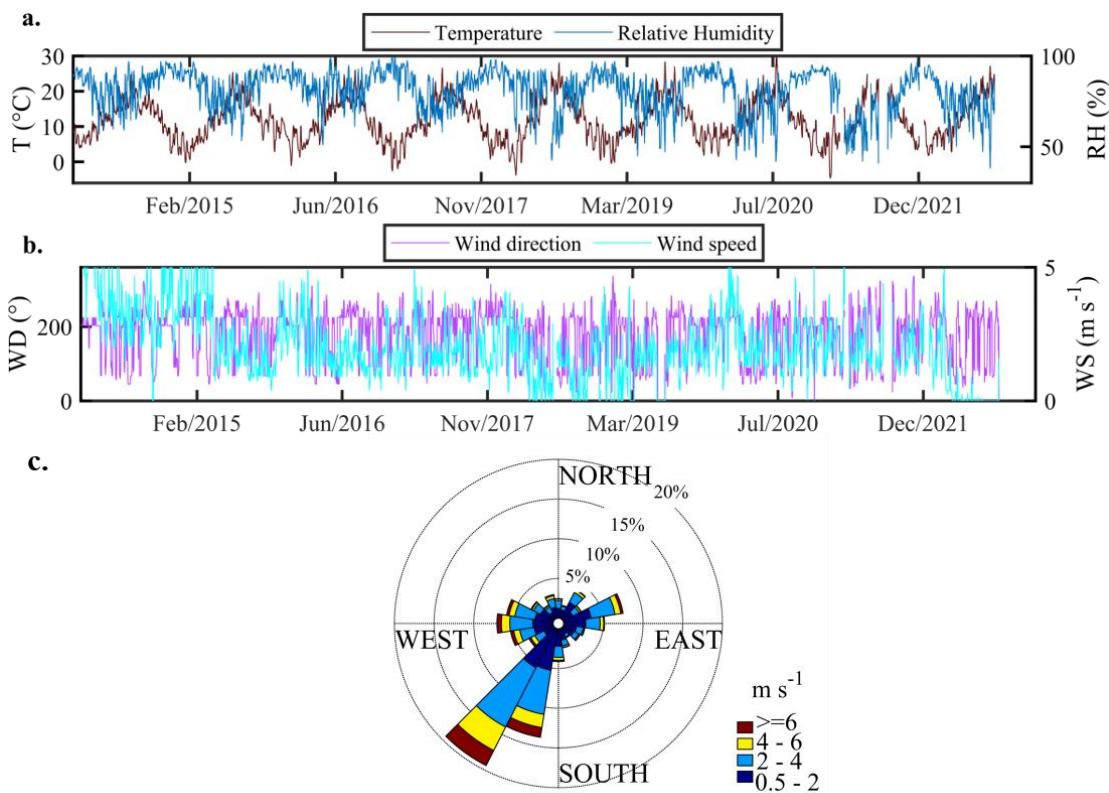 a.
Temperature Relative Humidity
30 100
20
10 50
0
T (°C)
RH (%)
Feb/2015 Jun/2016 Nov/2017 Mar/2019 Jul/2020 Dec/2021
b.
Wind direction Wind speed
5
200
0 0
WD (°)
WS (m s-1)
Feb/2015 Jun/2016 Nov/2017 Mar/2019 Jul/2020 Dec/2021
c.
NORTH
20%
15%
10%
5%
WEST EAST
SOUTH
m s-1
>=6
4 - 6
2 - 4
0.5 - 2